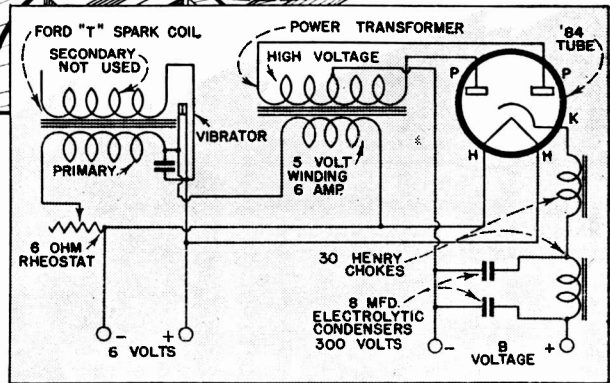 FORD "T" SPARK COIL
SECONDARY
NOT USED
PRIMARY
VIBRATOR
6 OHM
RHEOSTAT
- +
6 VOLTS
POWER TRANSFORMER
HIGH VOLTAGE
5 VOLT
WINDING
6 AMP.
'84
TUBE
P P
K
H H
30 HENRY
CHOKES
8 MFD.
ELECTROLYTIC
CONDENSERS
300 VOLTS
- B +
VOLTAGE